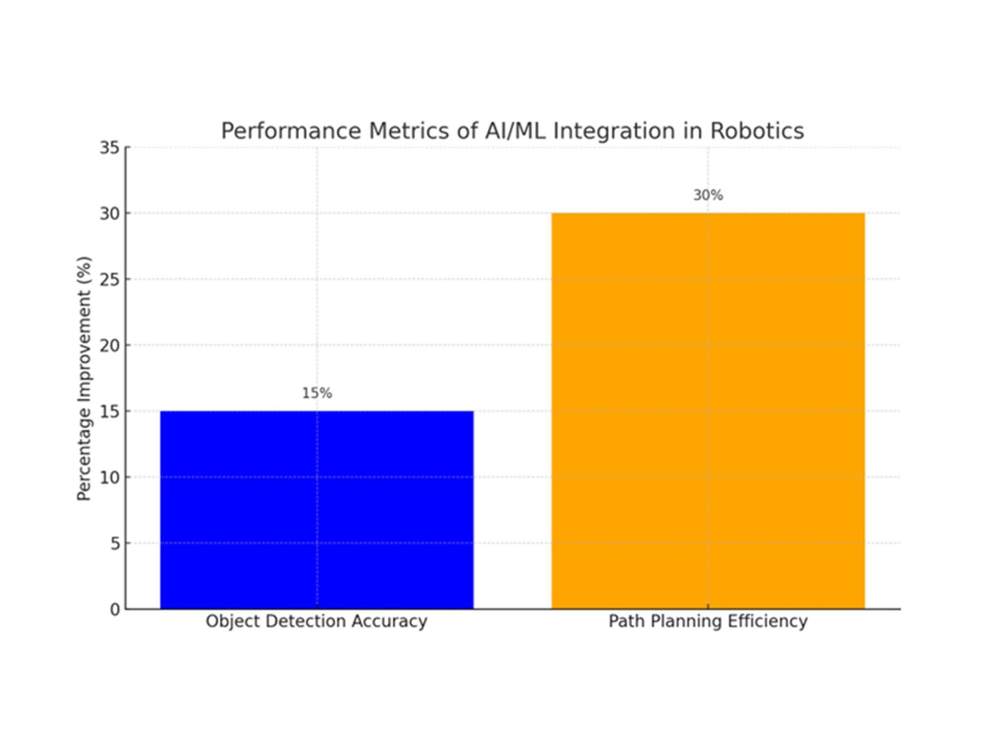 Performance Metrics of AI/ML Integration in Robotics
Percentage Improvement (%)
35
30
25
20
15
10
5
0
15%
30%
Object Detection Accuracy
Path Planning Efficiency